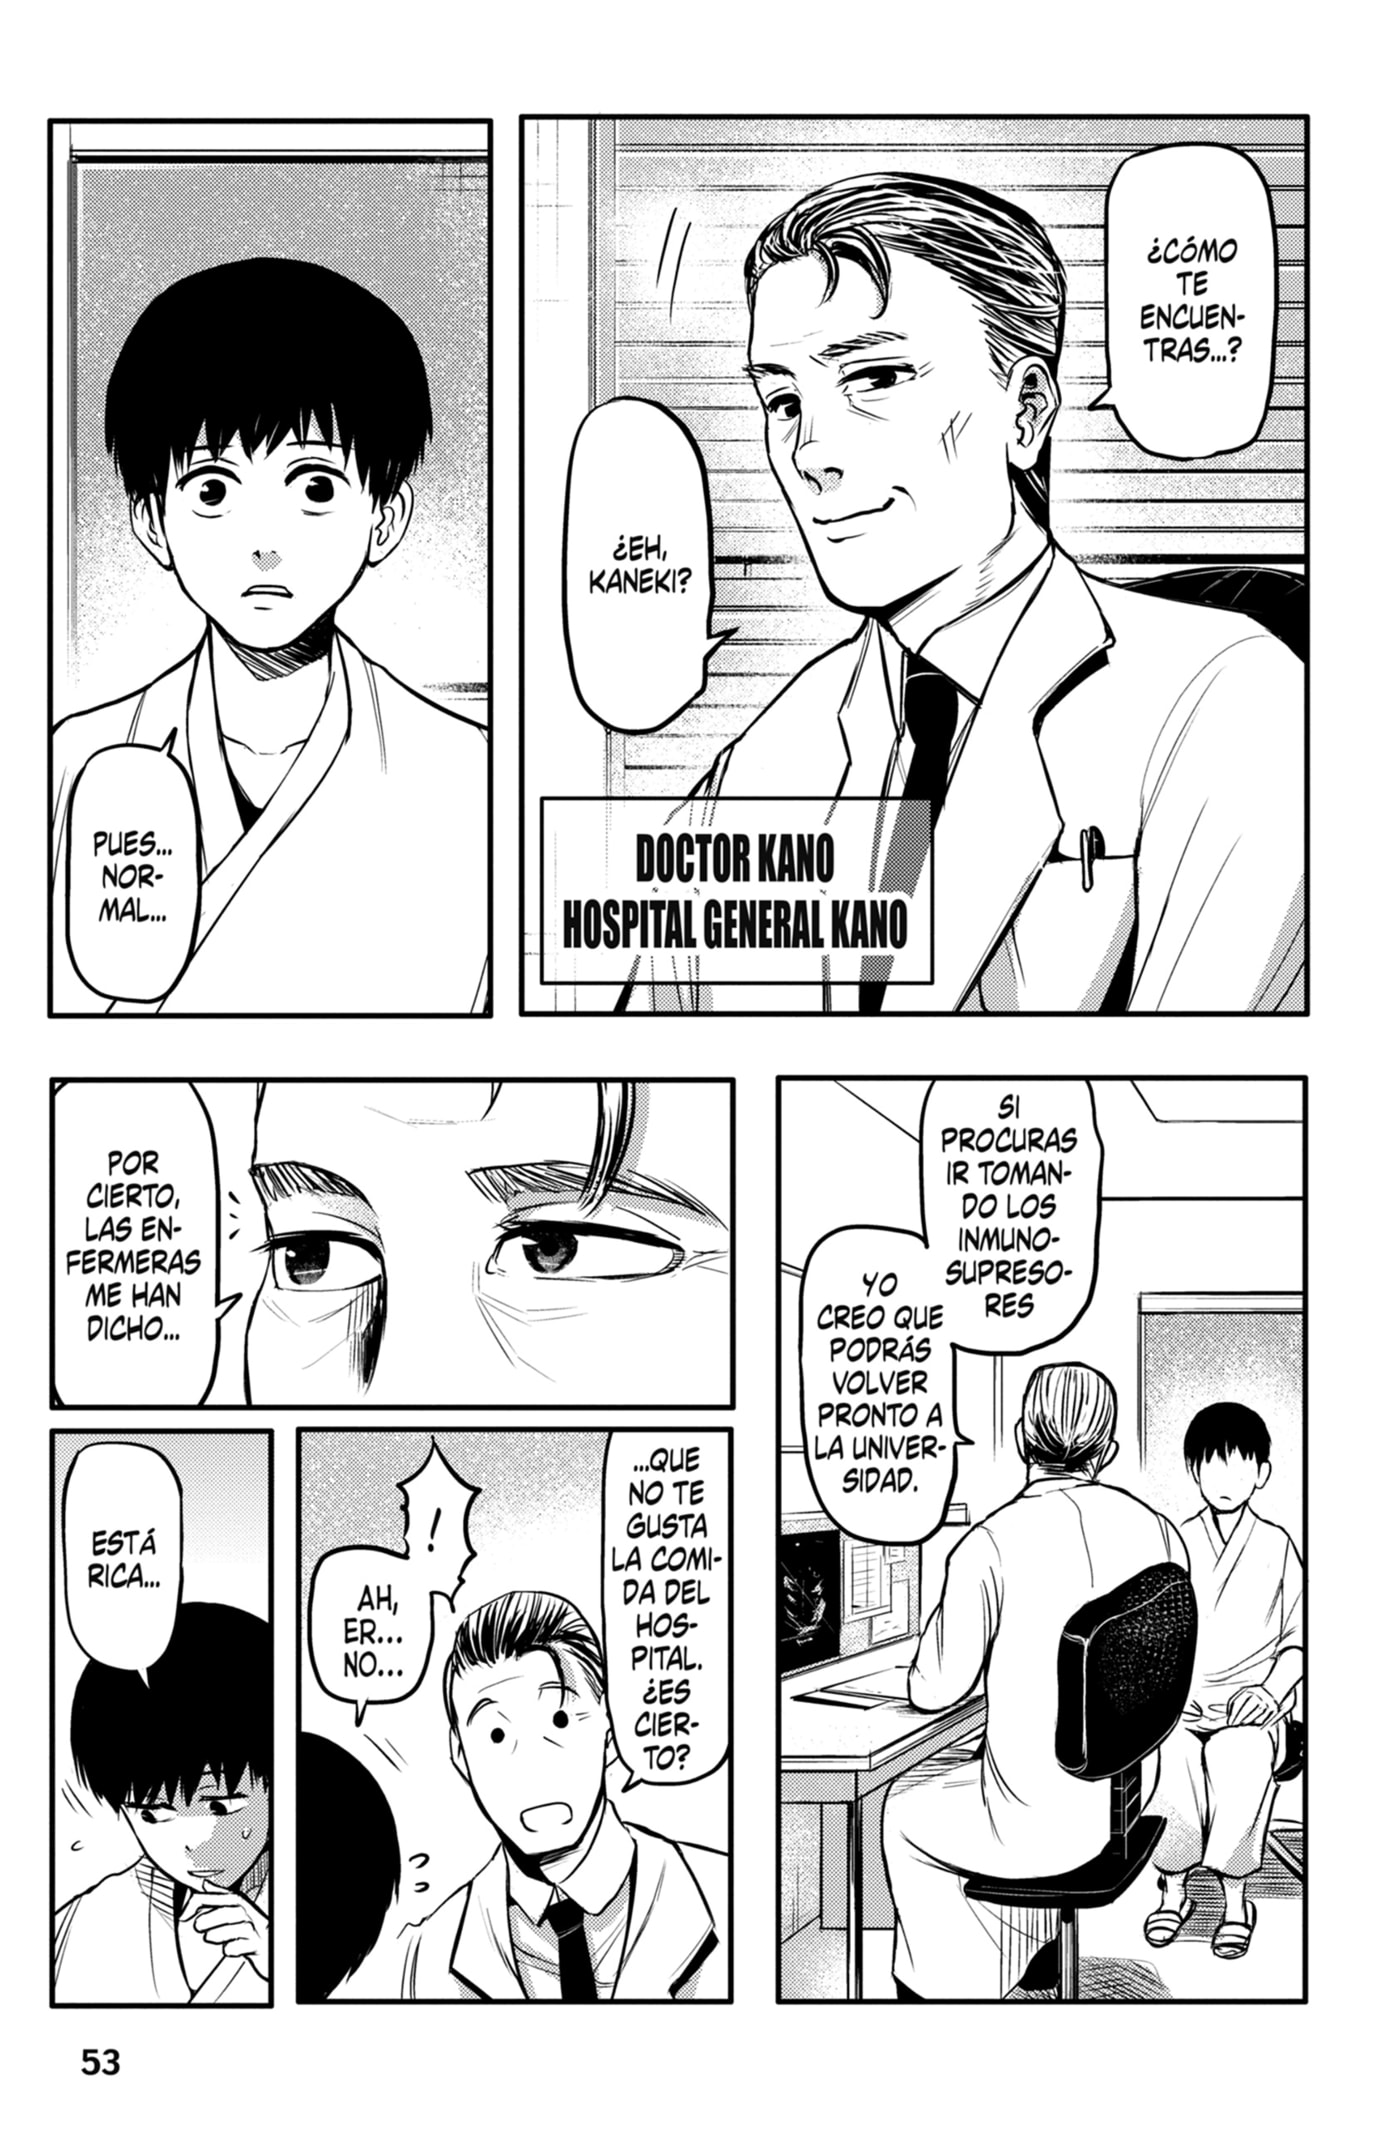 ¿CÓMO
TE
ENCUEN-
TRAS...?
¿EH,
KANEKI?
DOCTOR KANO
HOSPITAL GENERAL KANO
PUES...
NOR-
MAL...
SI
PROCURAS
IR TOMAN-
DO LOS
INMUNO-
SUPRESO-
RES
YO
CREO QUE
PODRÁS
VOLVER
PRONTO A
LA UNIVER-
SIDAD.
POR
CIERTO,
LAS EN-
FERMERAS
ME HAN
DICHO...
...QUE
NO TE
GUSTA
LA COMI-
DA DEL
HOS-
PITAL.
¿ES
CIER-
TO?
!
AH,
ER...
NO...
ESTÁ
RICA...
53